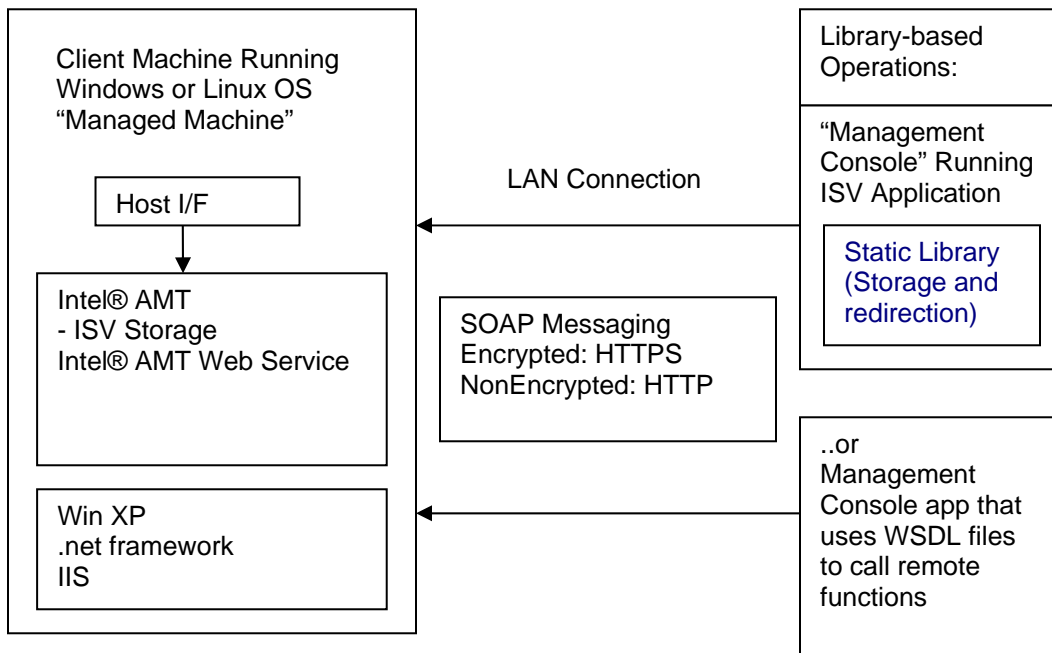 Client Machine Running
Windows or Linux OS
“Managed Machine”
Host I/F
Intel® AMT
- ISV Storage
Intel® AMT Web Service
Win XP
.net framework
IIS
LAN Connection
SOAP Messaging
Encrypted: HTTPS
NonEncrypted: HTTP
Library-based
Operations:
“Management
Console” Running
ISV Application
Static Library
(Storage and
redirection)
..or
Management
Console app that
uses WSDL files
to call remote
functions